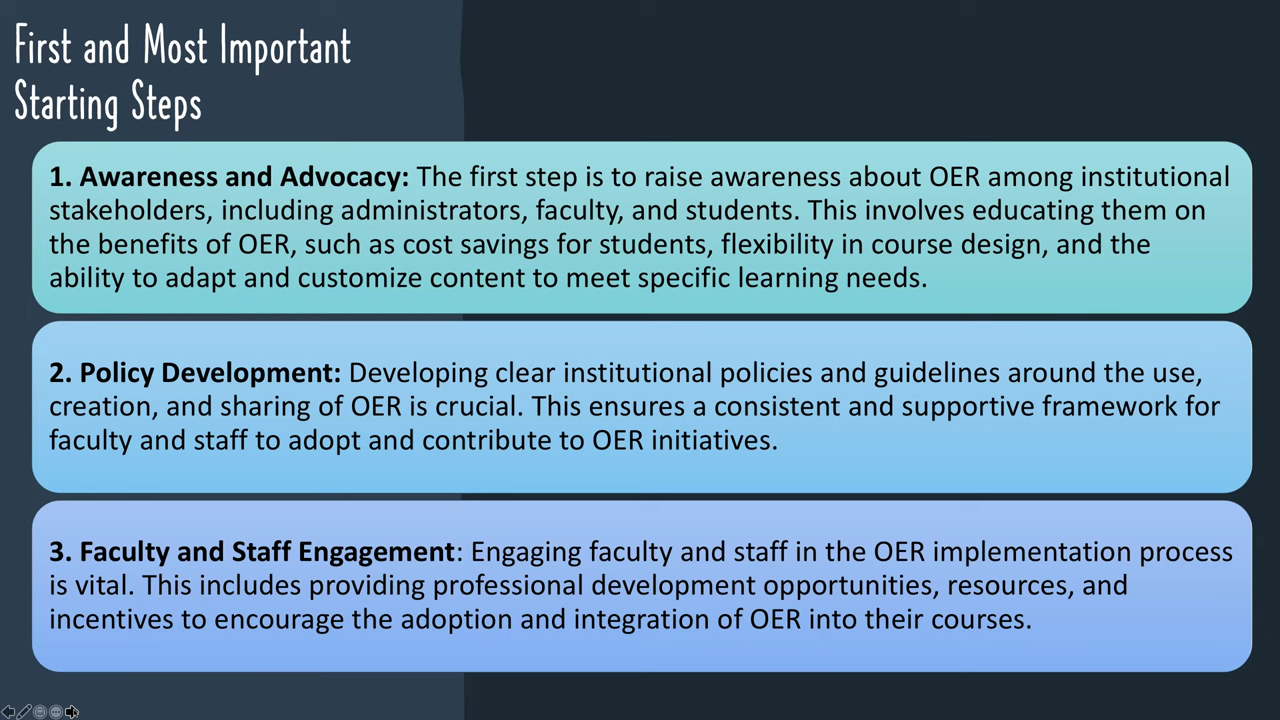 First and Most Important
Starting Steps
1. Awareness and Advocacy: The first step is to raise awareness about OER among institutional
stakeholders, including administrators, faculty, and students. This involves educating them on
the benefits of OER, such as cost savings for students, flexibility in course design, and the
ability to adapt and customize content to meet specific learning needs.
2. Policy Development: Developing clear institutional policies and guidelines around the use,
creation, and sharing of OER is crucial. This ensures a consistent and supportive framework for
faculty and staff to adopt and contribute to OER initiatives.
3. Faculty and Staff Engagement: Engaging faculty and staff in the OER implementation process
is vital. This includes providing professional development opportunities, resources, and
incentives to encourage the adoption and integration of OER into their courses.